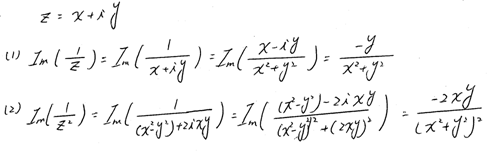 z = x + iy
(1) Im(1/z) = Im(1/(x+iy)) = Im((x-iy)/(x²+y²)) = -y/(x²+y²)
(2) Im(1/z²) = Im(1/((x²-y²)+2ixy)) = Im(((x²-y²)-2ixy)/((x²-y²)²+(2xy)²)) = -2xy/(x²+y²)²